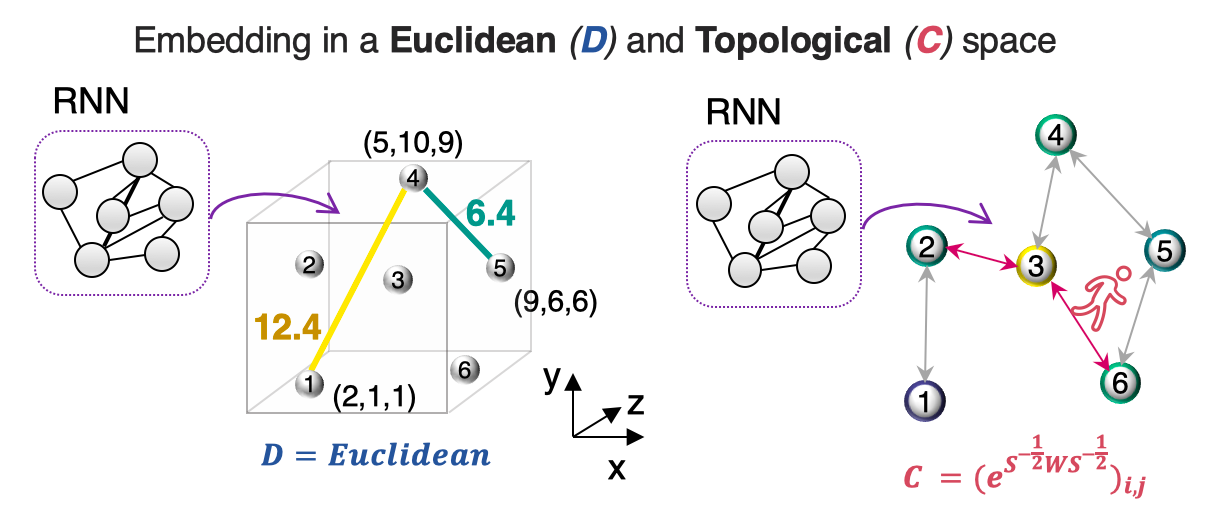 Embedding in a Euclidean (D) and Topological (C) space
RNN
(5,10,9)
4
6.4
2
3
5
(9,6,6)
12.4
1
(2,1,1)
6
y
z
x
D = Euclidean
RNN
4
2
3
5
1
6
C = (e^{S^{-\frac{1}{2}}WS^{-\frac{1}{2}}})_{i,j}